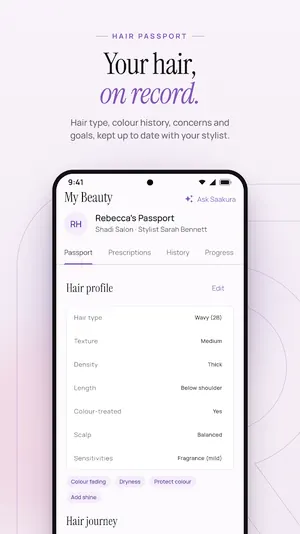 HAIR PASSPORT
Your hair,
on record.
Hair type, colour history, concerns and
goals, kept up to date with your stylist.
9:41
My Beauty
Ask Saakura
RH
Rebecca's Passport
Shadi Salon · Stylist Sarah Bennett
Passport Prescriptions History Progress
Hair profile Edit
Hair type Wavy (2B)
Texture Medium
Density Thick
Length Below shoulder
Colour-treated Yes
Scalp Balanced
Sensitivities Fragrance (mild)
Colour fading Dryness Protect colour
Add shine
Hair journey